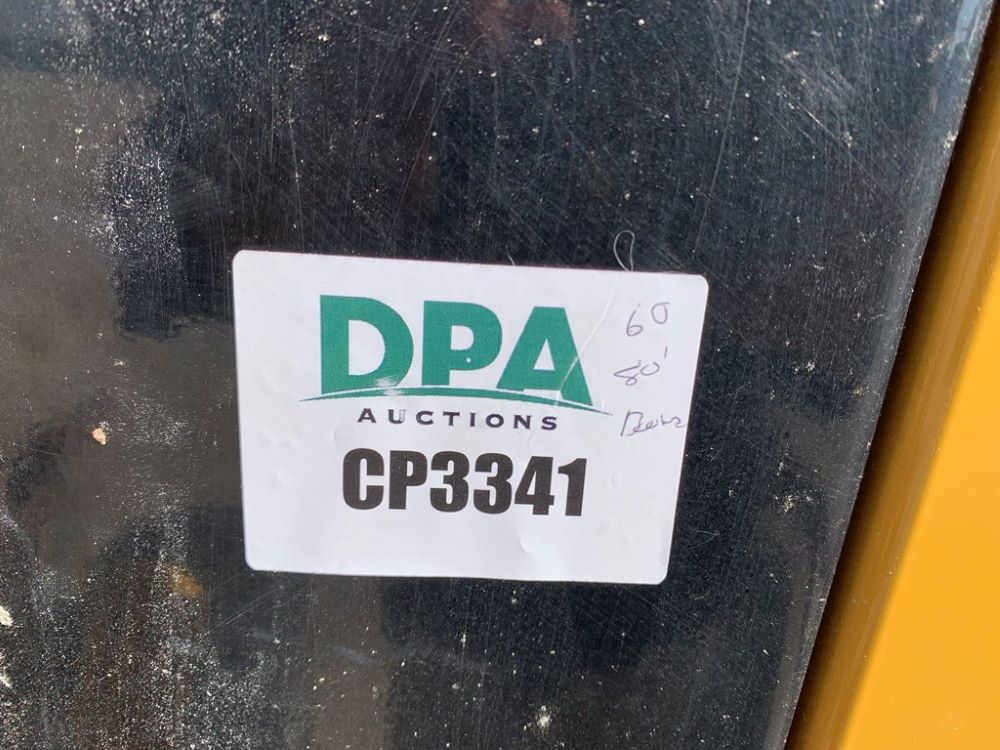 DPA
AUCTIONS
CP3341
60
80'